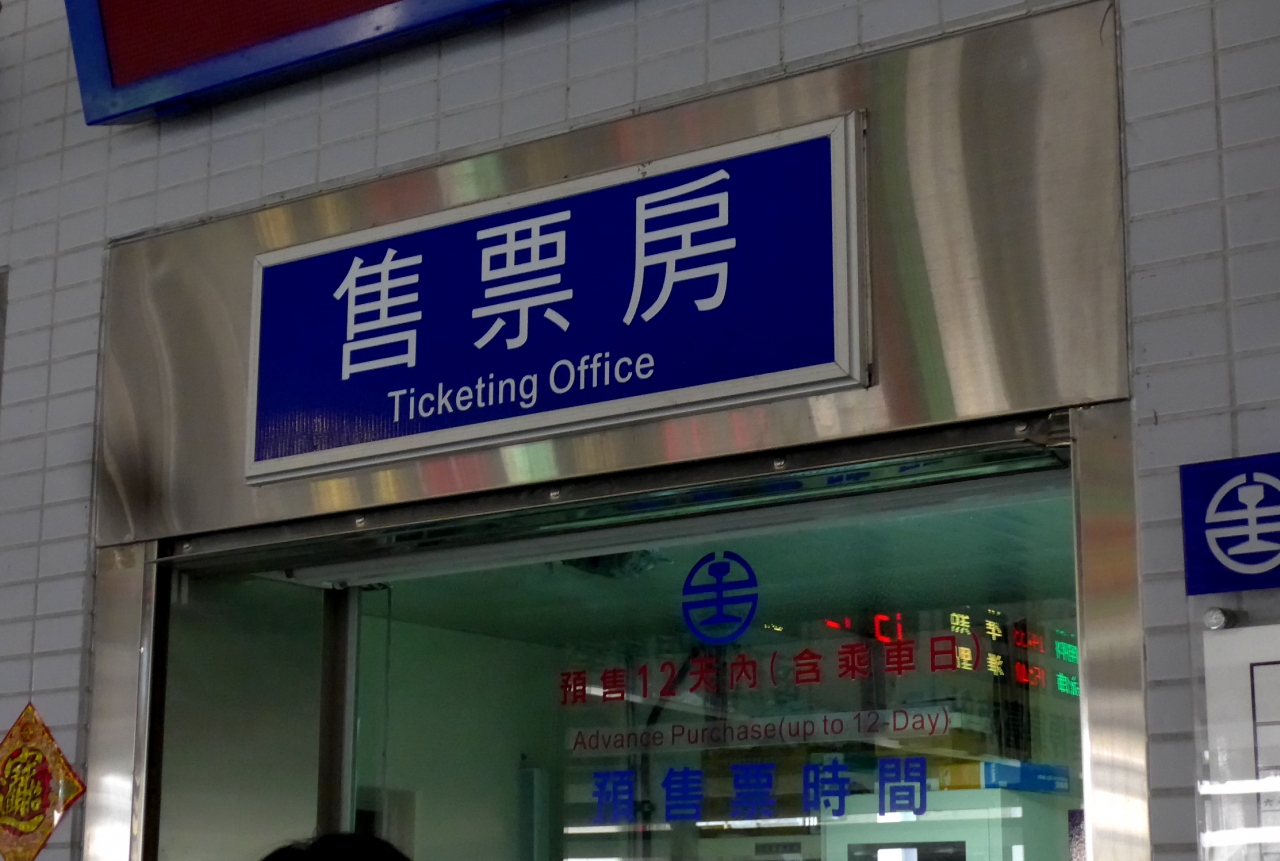 售票房
Ticketing Office
預售12天內(含乘車日)
Advance Purchase(up to 12-Day)
預售票時間